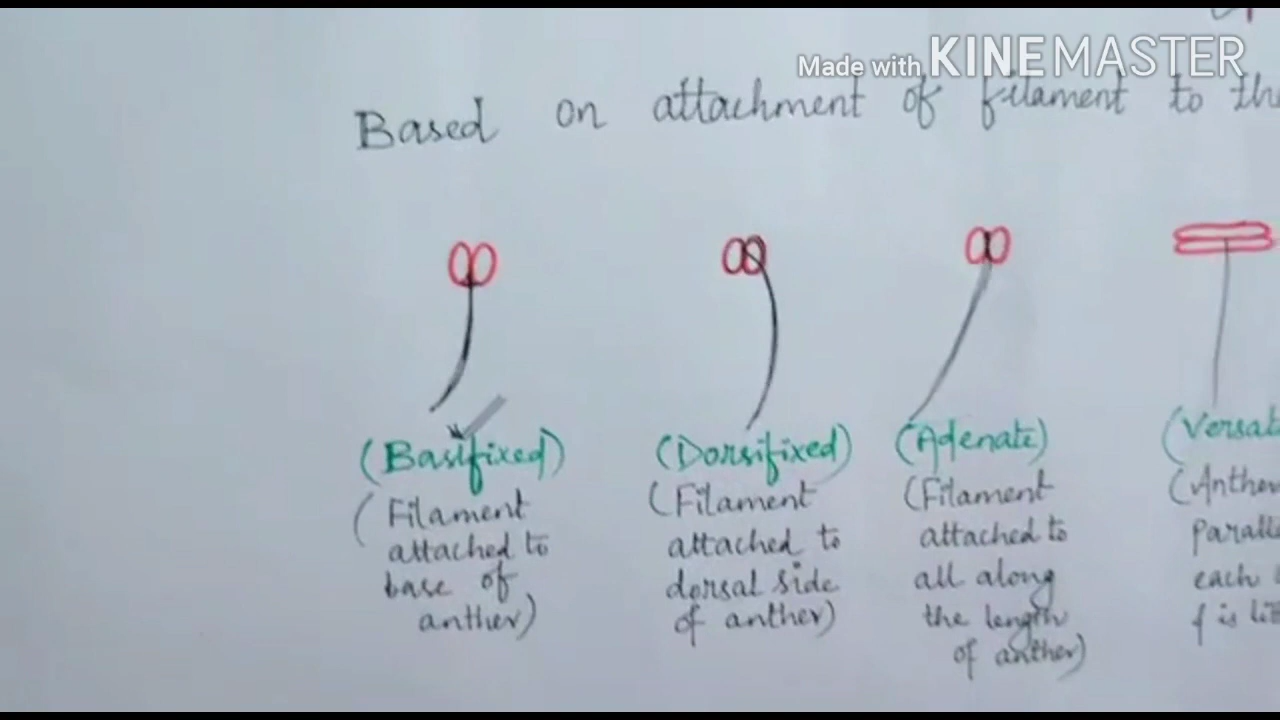 Made with KINEMASTER
Based on attachment of filament to the
(Basifixed)
(Filament
attached to
base of
anther)
(Dorsifixed)
(Filament
attached to
dorsal side
of anther)
(Adenate)
(Filament
attached to
all along
the length
of anther)
(Versat
(Anther
Parall
each
f is